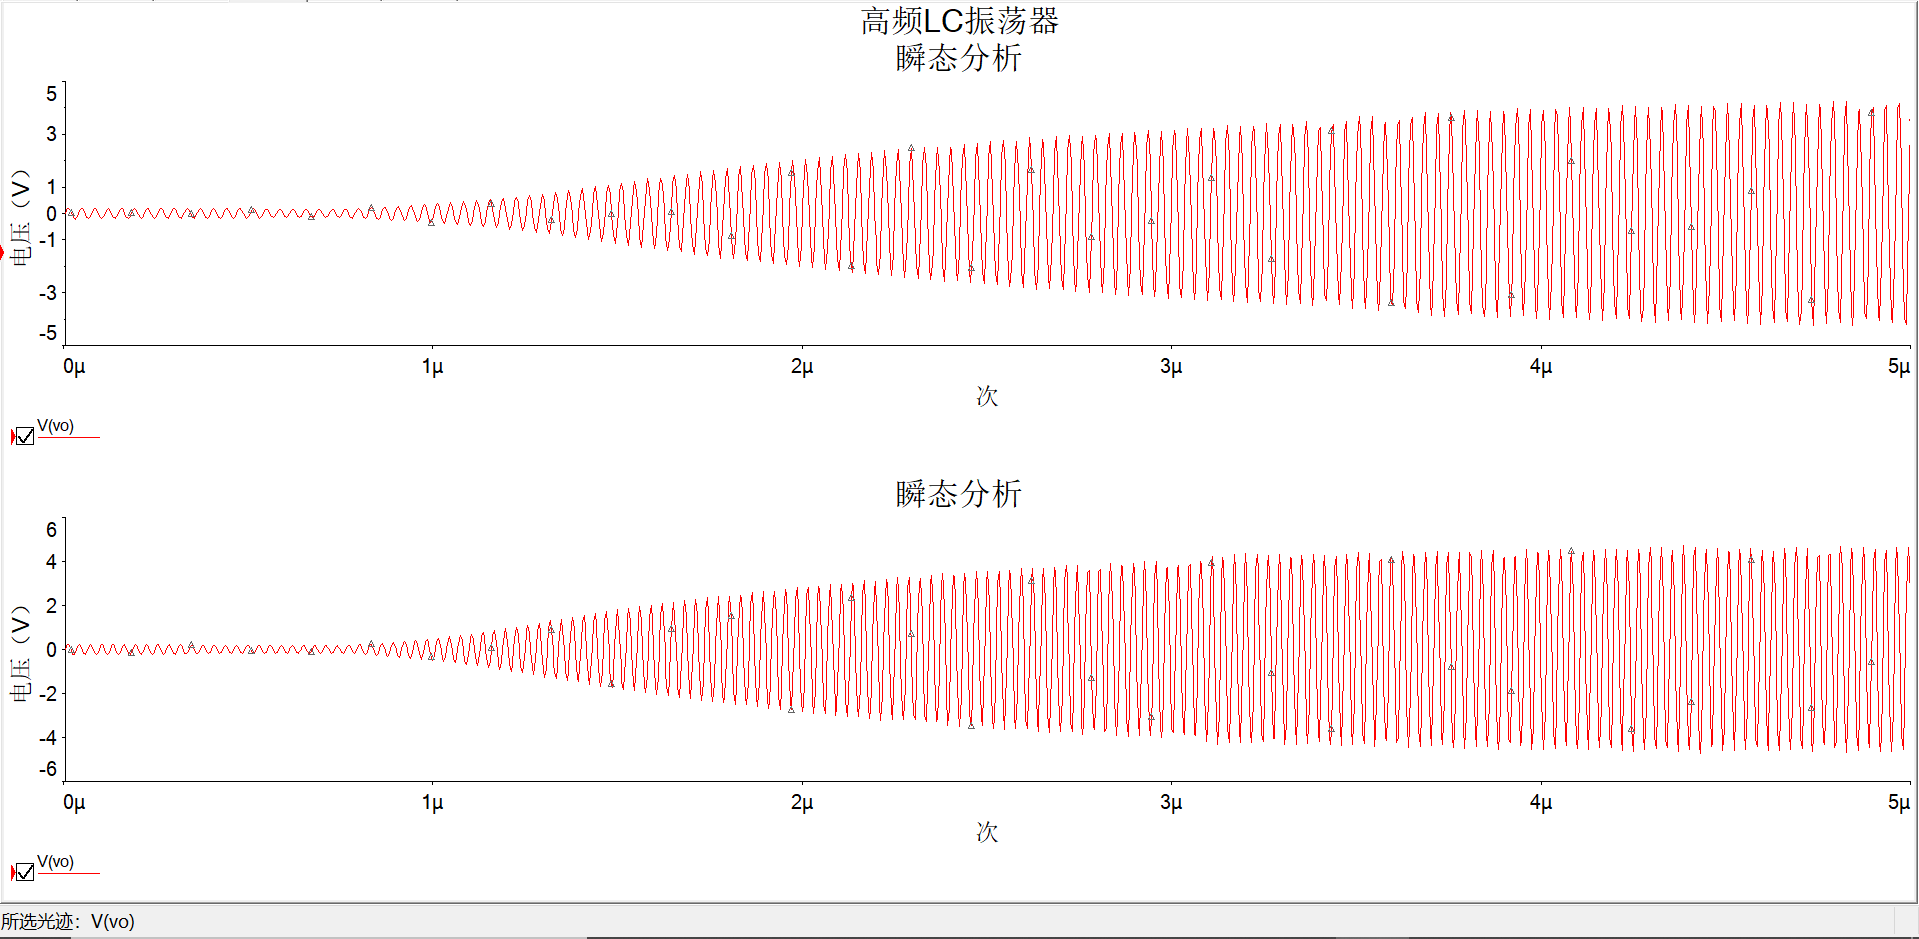 高频LC振荡器
瞬态分析
5
3
1
0
-1
-3
-5
电压（V）
0μ 1μ 2μ 3μ 4μ 5μ
次
V(vo)
瞬态分析
6
4
2
0
-2
-4
-6
电压（V）
0μ 1μ 2μ 3μ 4μ 5μ
次
V(vo)
所选光迹：V(vo)